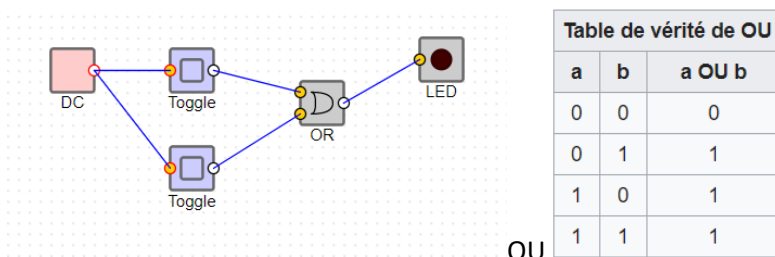 DC
Toggle
Toggle
OR
LED
OU
Table de vérité de OU
a b a OU b
0 0 0
0 1 1
1 0 1
1 1 1